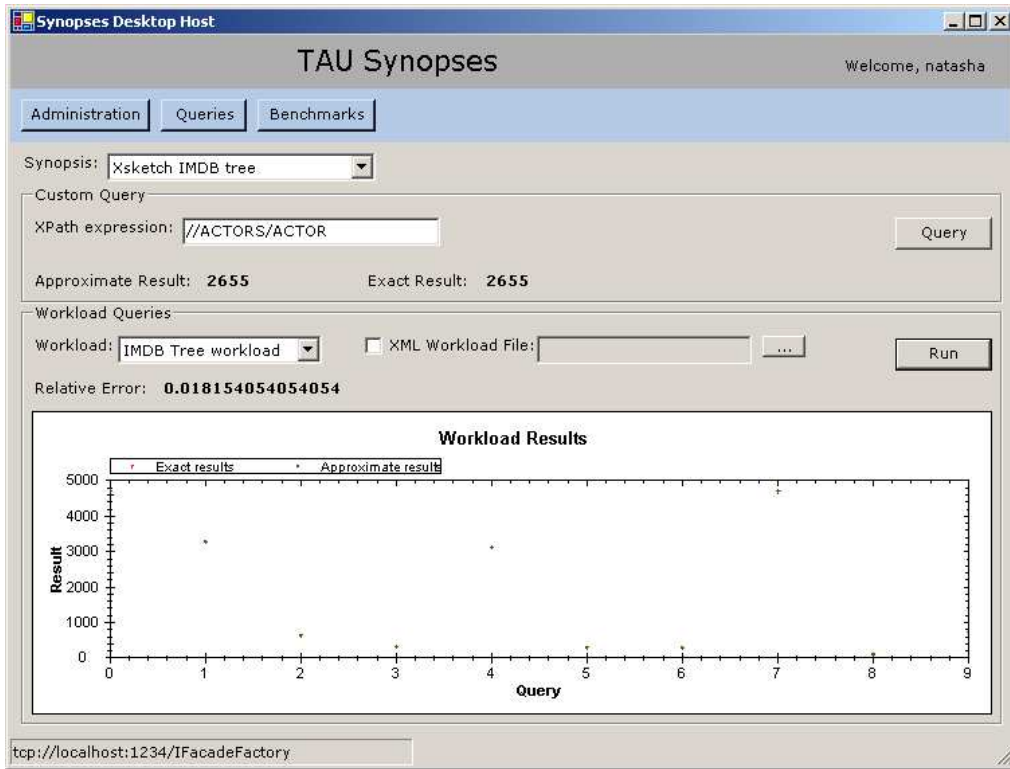 Synopses Desktop Host
TAU Synopses
Welcome, natasha
Administration Queries Benchmarks
Synopsis: Xsketch IMDB tree
Custom Query
XPath expression: //ACTORS/ACTOR Query
Approximate Result: 2655 Exact Result: 2655
Workload Queries
Workload: IMDB Tree workload XML Workload File: ... Run
Relative Error: 0.018154054054054
Workload Results
Exact results Approximate results
5000
4000
3000
2000
1000
0
Result
0 1 2 3 4 5 6 7 8 9
Query
tcp://localhost:1234/IFacadeFactory